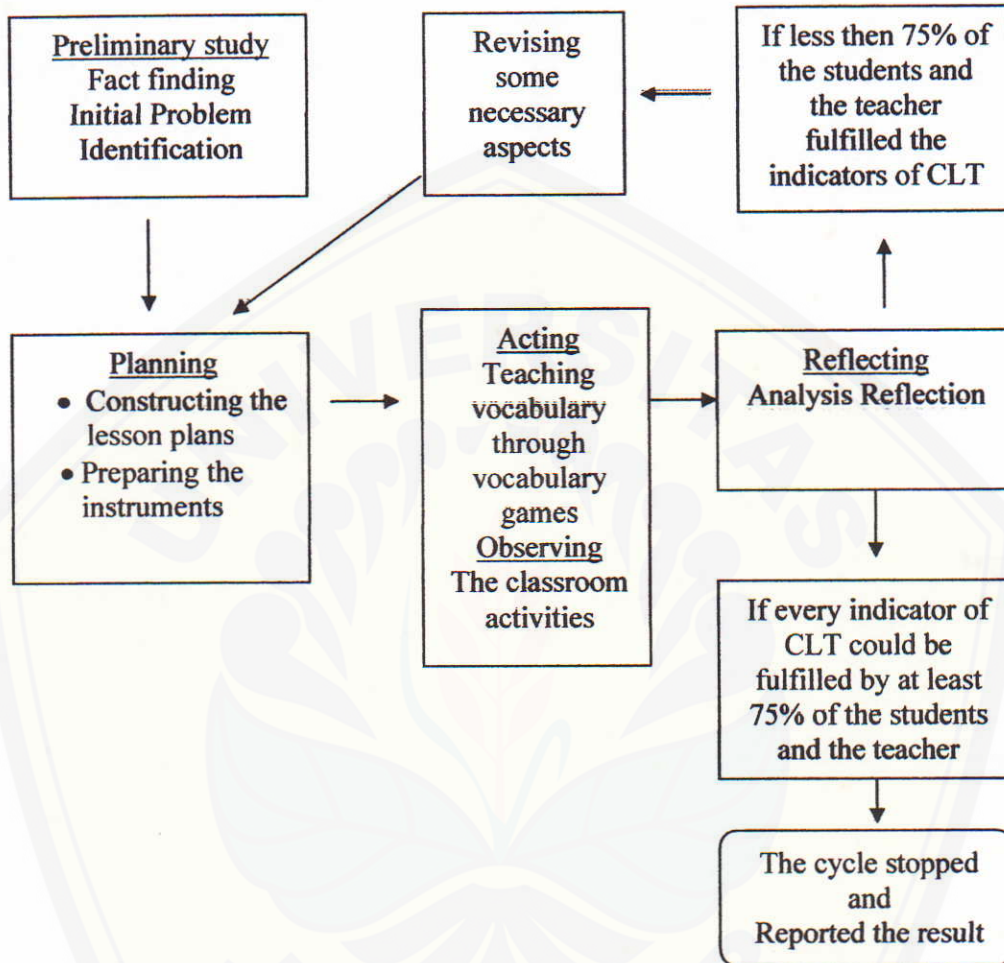 Preliminary study
Fact finding
Initial Problem
Identification
Revising
some
necessary
aspects
If less then 75% of
the students and
the teacher
fulfilled the
indicators of CLT
Planning
• Constructing the
lesson plans
• Preparing the
instruments
Acting
Teaching
vocabulary
through
vocabulary
games
Observing
The classroom
activities
Reflecting
Analysis Reflection
If every indicator of
CLT could be
fulfilled by at least
75% of the students
and the teacher
The cycle stopped
and
Reported the result
UNIVERSITAS